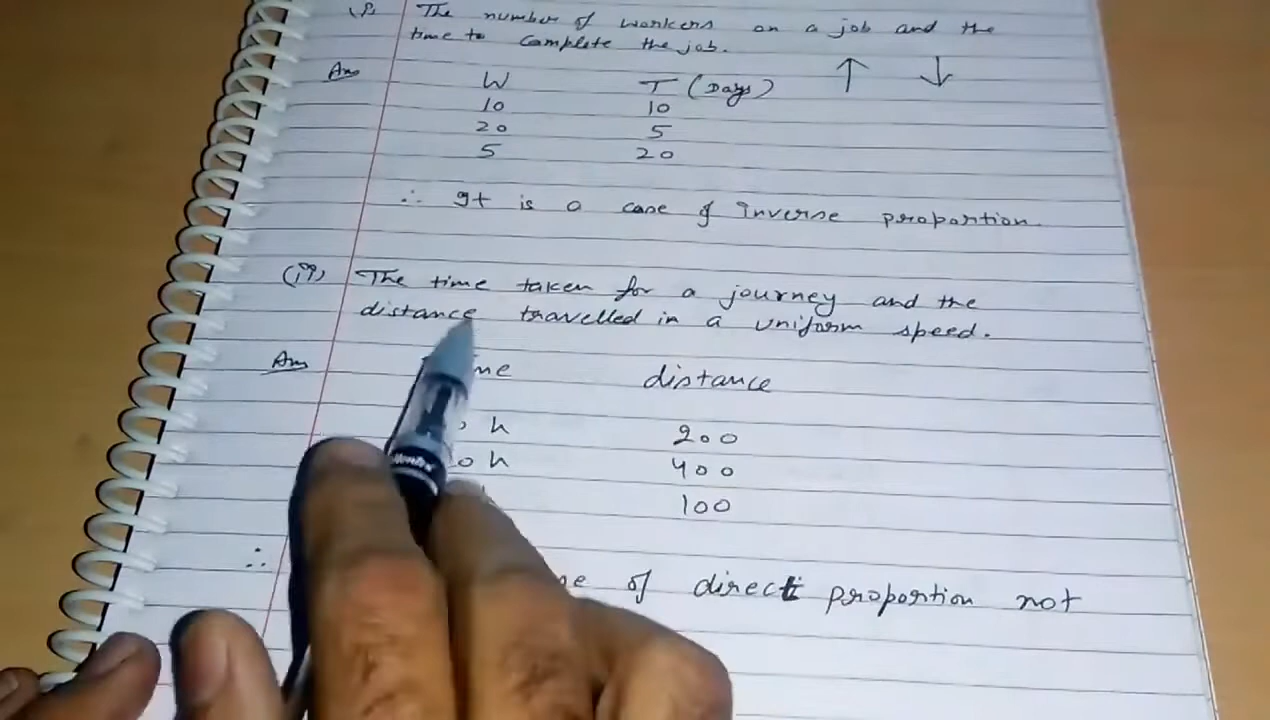 (i) The number of workers on a job and the
time to complete the job. ↑ ↓
Ans W T (Days)
10 10
20 5
5 20
∴ It is a case of inverse proportion
(ii) The time taken for a journey and the
distance travelled in a uniform speed.
Ans distance
h 200
h 400
100
∴ of direct proportion not